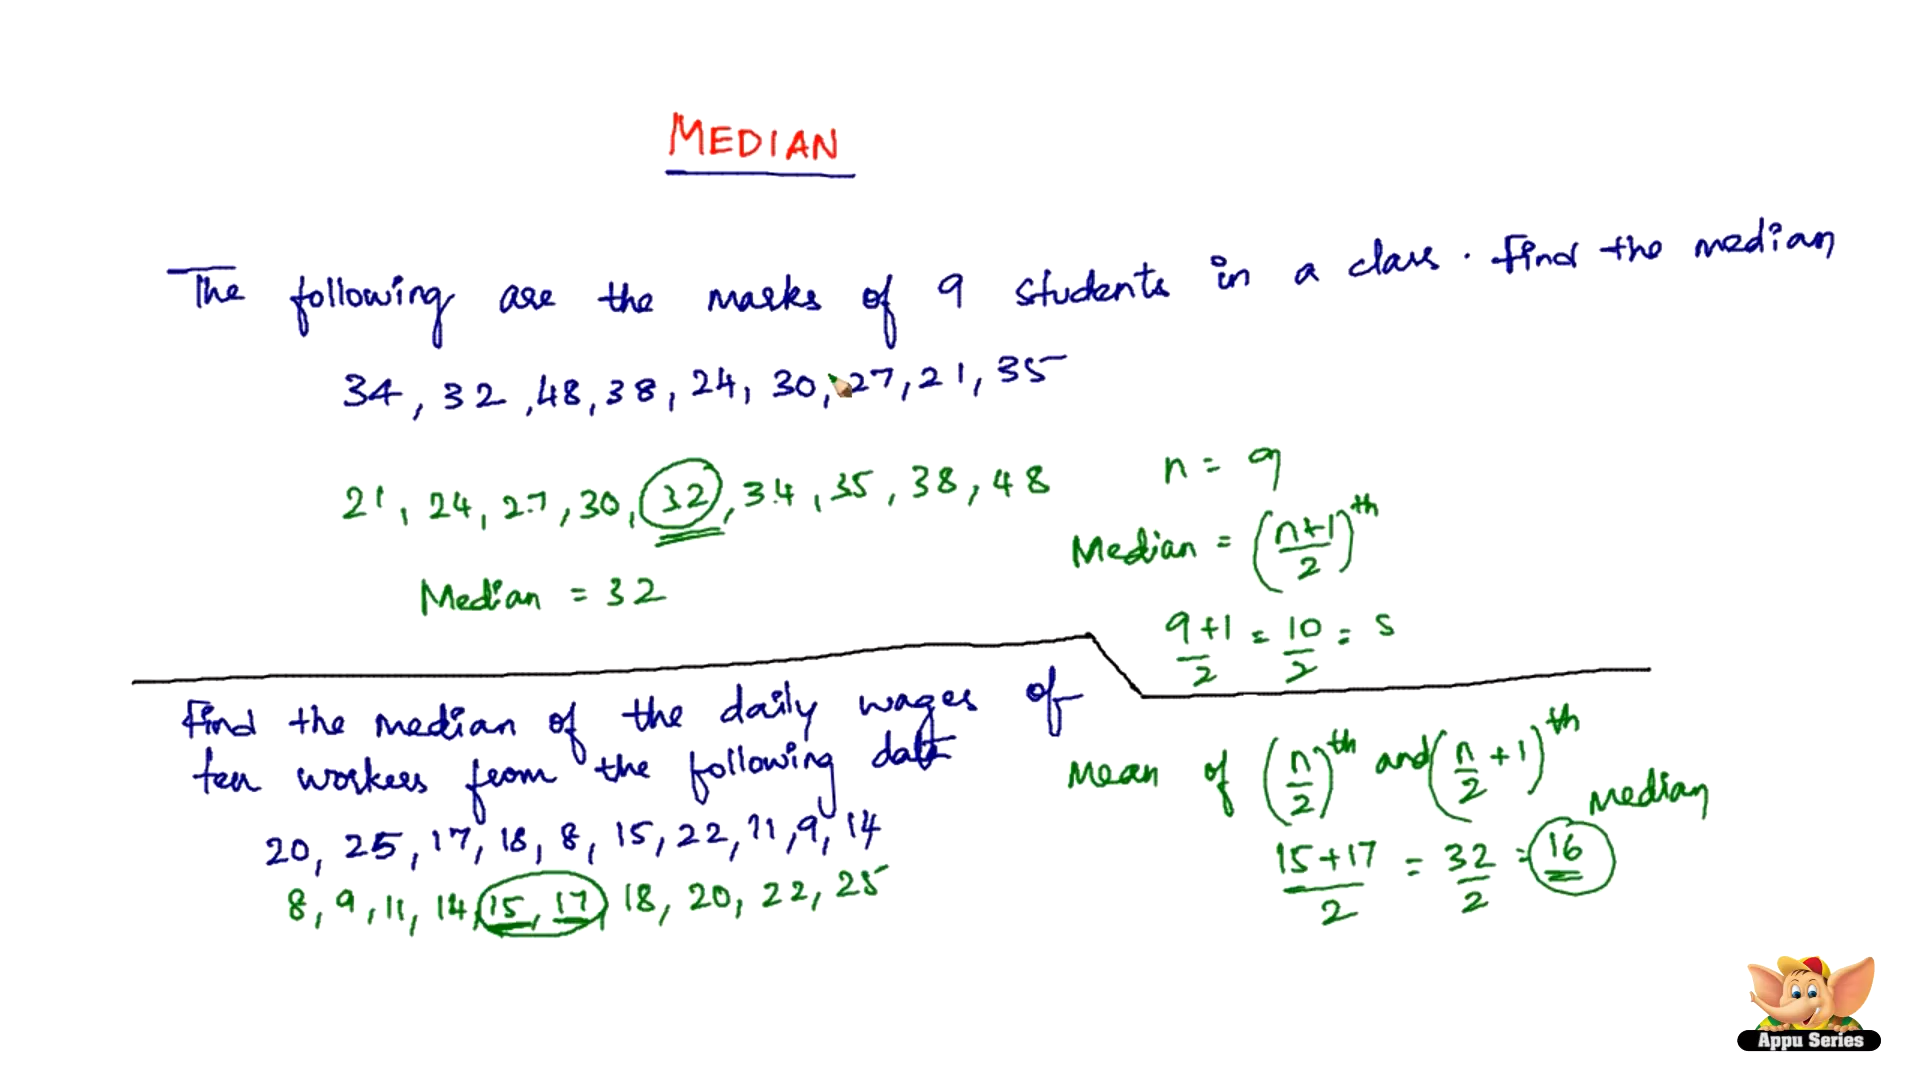 MEDIAN
The following are the marks of 9 students in a class. Find the median
34, 32, 48, 38, 24, 30, 27, 21, 35
21, 24, 27, 30, 32, 34, 35, 38, 48
Median = 32
n = 9
Median = (n+1/2)th
9+1/2 = 10/2 = 5
Find the median of the daily wages of
ten workers from the following data
20, 25, 17, 18, 8, 15, 22, 11, 9, 14
8, 9, 11, 14, 15, 17, 18, 20, 22, 25
Mean of (n/2)th and (n/2 + 1)th
Median
15+17/2 = 32/2 = 16
Appu Series